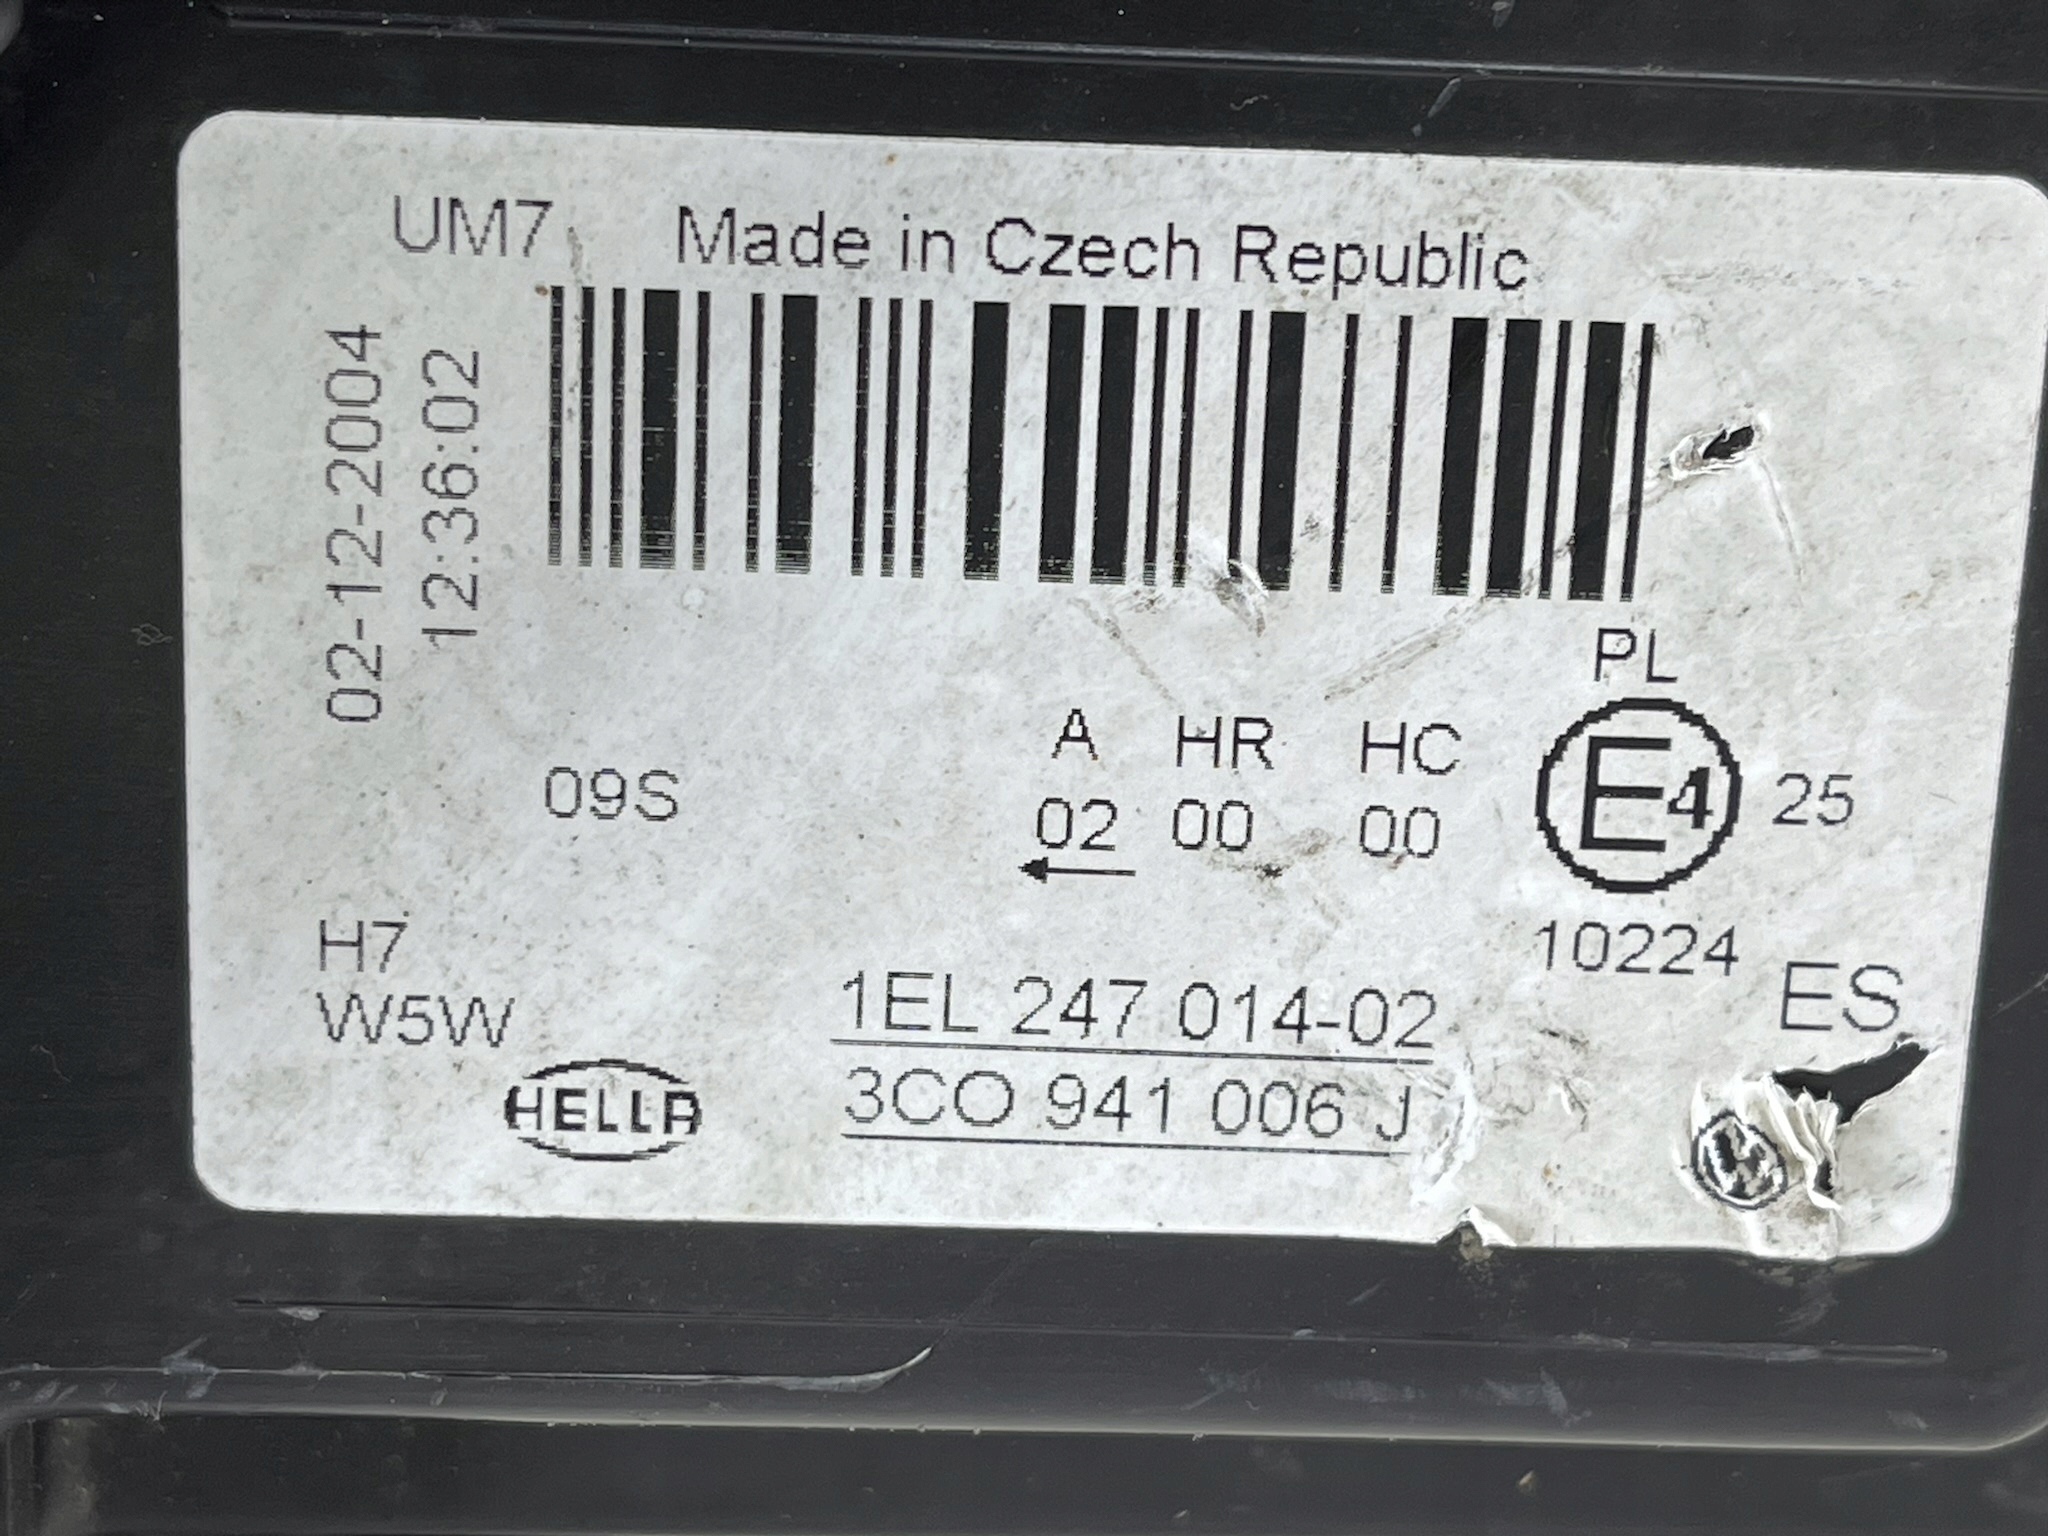 UM7 Made in Czech Republic
02-12-2004
12:36:02
PL
A HR HC
09S 02 00 00 E4 25
10224
H7
W5W
1EL 247 014-02
ES
HELLA
3CO 941 006 J